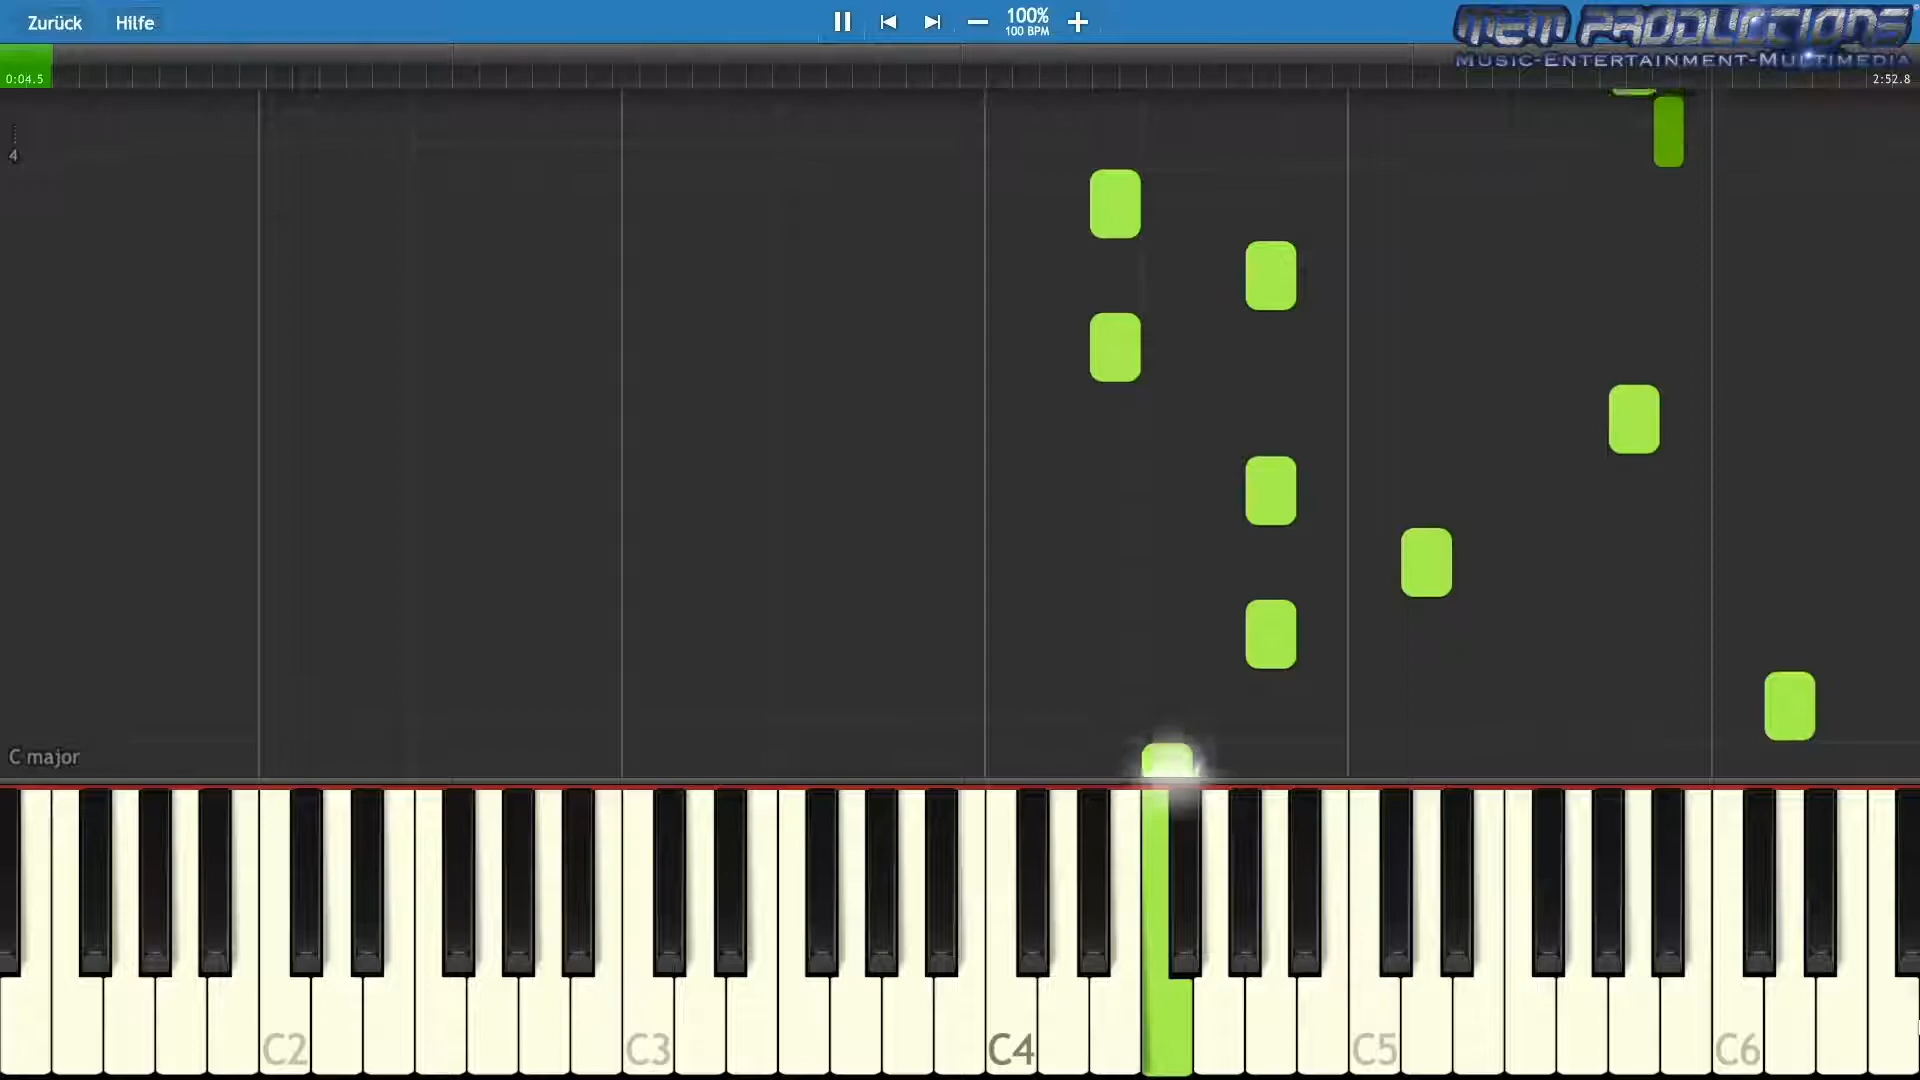 Zurück Hilfe
100%
100 BPM
MEM PRODUCTIONS
MUSIC-ENTERTAINMENT-MULTIMEDIA
0:04.5
2:52.8
4
C major
C2 C3 C4 C5 C6